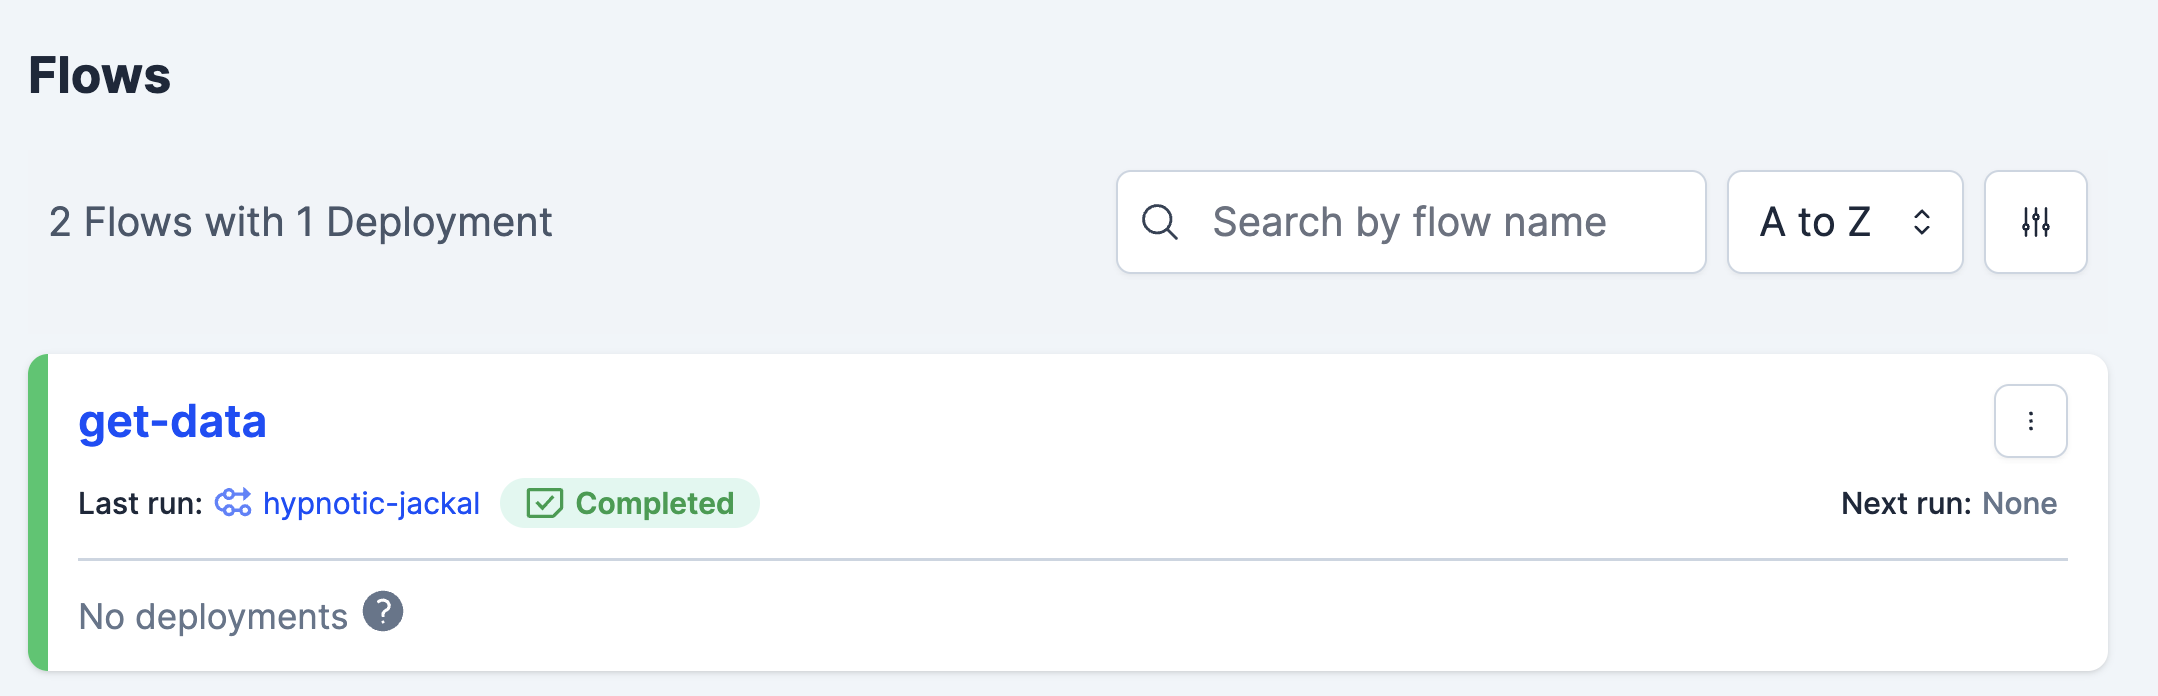 Flows
2 Flows with 1 Deployment
Search by flow name
A to Z
get-data
Last run: hypnotic-jackal Completed
Next run: None
No deployments ?